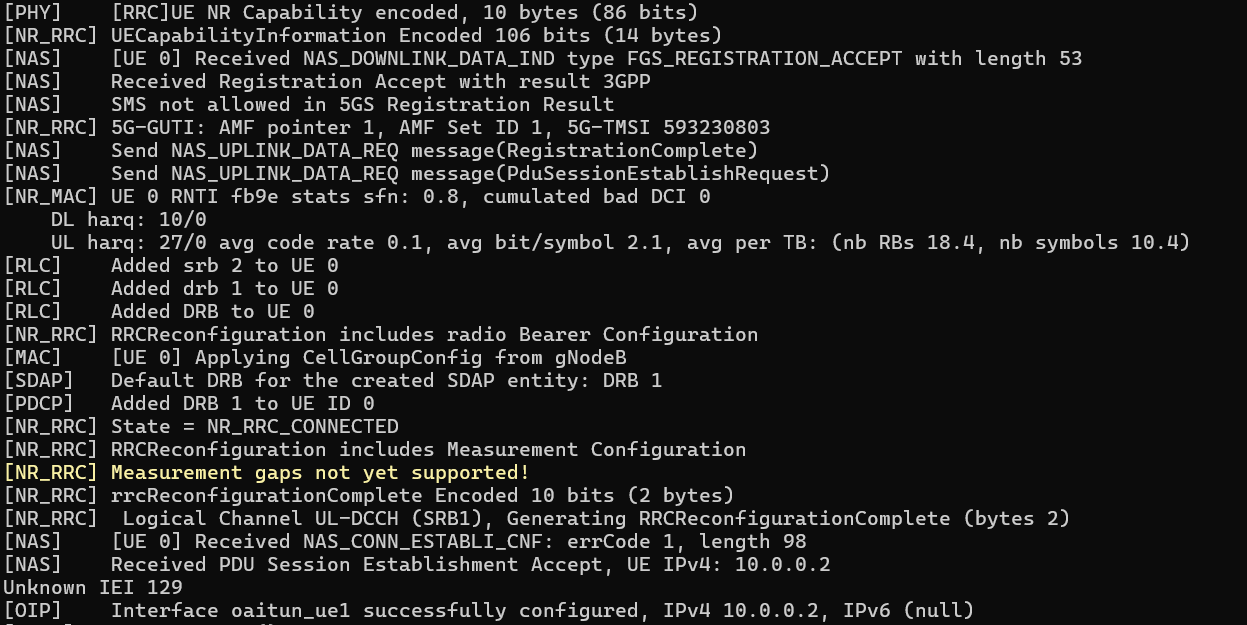 [PHY]    [RRC]UE NR Capability encoded, 10 bytes (86 bits)
[NR_RRC] UECapabilityInformation Encoded 106 bits (14 bytes)
[NAS]    [UE 0] Received NAS_DOWNLINK_DATA_IND type FGS_REGISTRATION_ACCEPT with length 53
[NAS]    Received Registration Accept with result 3GPP
[NAS]    SMS not allowed in 5GS Registration Result
[NR_RRC] 5G-GUTI: AMF pointer 1, AMF Set ID 1, 5G-TMSI 593230803
[NAS]    Send NAS_UPLINK_DATA_REQ message(RegistrationComplete)
[NAS]    Send NAS_UPLINK_DATA_REQ message(PduSessionEstablishRequest)
[NR_MAC] UE 0 RNTI fb9e stats sfn: 0.8, cumulated bad DCI 0
    DL harq: 10/0
    UL harq: 27/0 avg code rate 0.1, avg bit/symbol 2.1, avg per TB: (nb RBs 18.4, nb symbols 10.4)
[RLC]    Added srb 2 to UE 0
[RLC]    Added drb 1 to UE 0
[RLC]    Added DRB to UE 0
[NR_RRC] RRCReconfiguration includes radio Bearer Configuration
[MAC]    [UE 0] Applying CellGroupConfig from gNodeB
[SDAP]   Default DRB for the created SDAP entity: DRB 1
[PDCP]   Added DRB 1 to UE ID 0
[NR_RRC] State = NR_RRC_CONNECTED
[NR_RRC] RRCReconfiguration includes Measurement Configuration
[NR_RRC] Measurement gaps not yet supported!
[NR_RRC] rrcReconfigurationComplete Encoded 10 bits (2 bytes)
[NR_RRC]  Logical Channel UL-DCCH (SRB1), Generating RRCReconfigurationComplete (bytes 2)
[NAS]    [UE 0] Received NAS_CONN_ESTABLI_CNF: errCode 1, length 98
[NAS]    Received PDU Session Establishment Accept, UE IPv4: 10.0.0.2
Unknown IEI 129
[OIP]    Interface oaitun_ue1 successfully configured, IPv4 10.0.0.2, IPv6 (null)